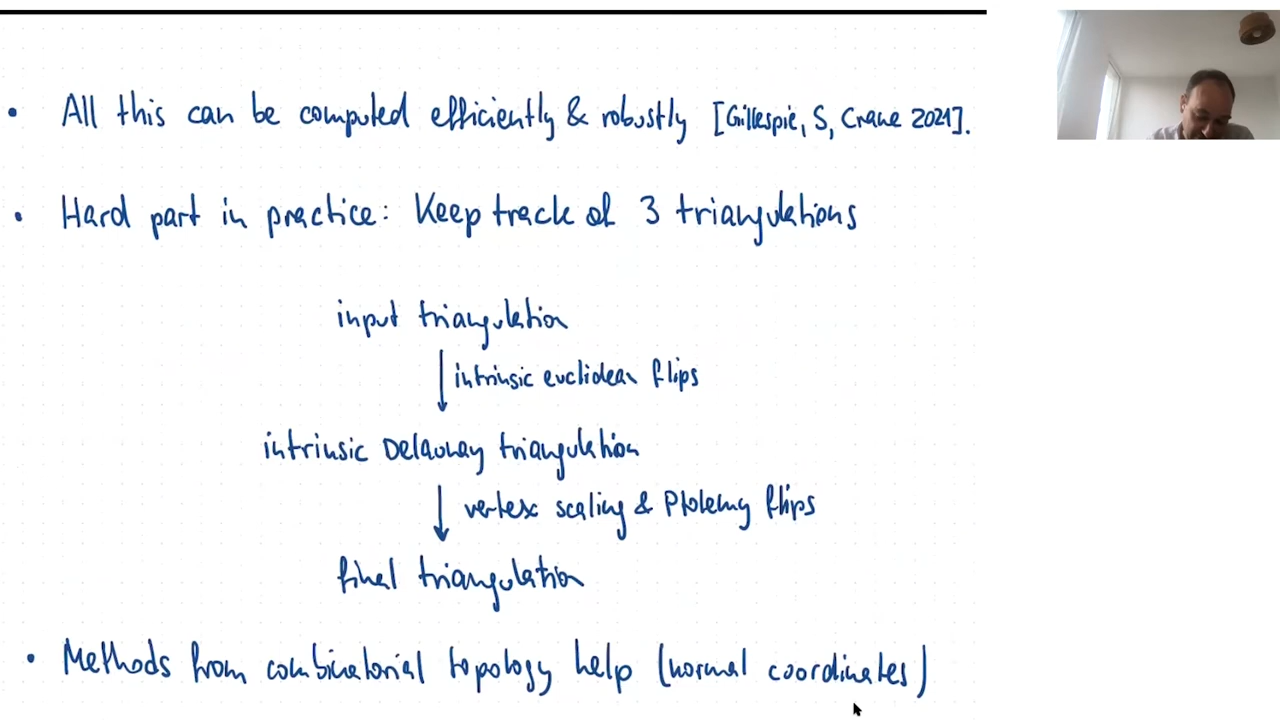 • All this can be computed efficiently & robustly [Gillespie, S, Crane 2021].
• Hard part in practice: Keep track of 3 triangulations
input triangulation
intrinsic euclidean flips
intrinsic Delaunay triangulation
vertex scaling & Ptolemy flips
final triangulation
• Methods from combinatorial topology help (normal coordinates)